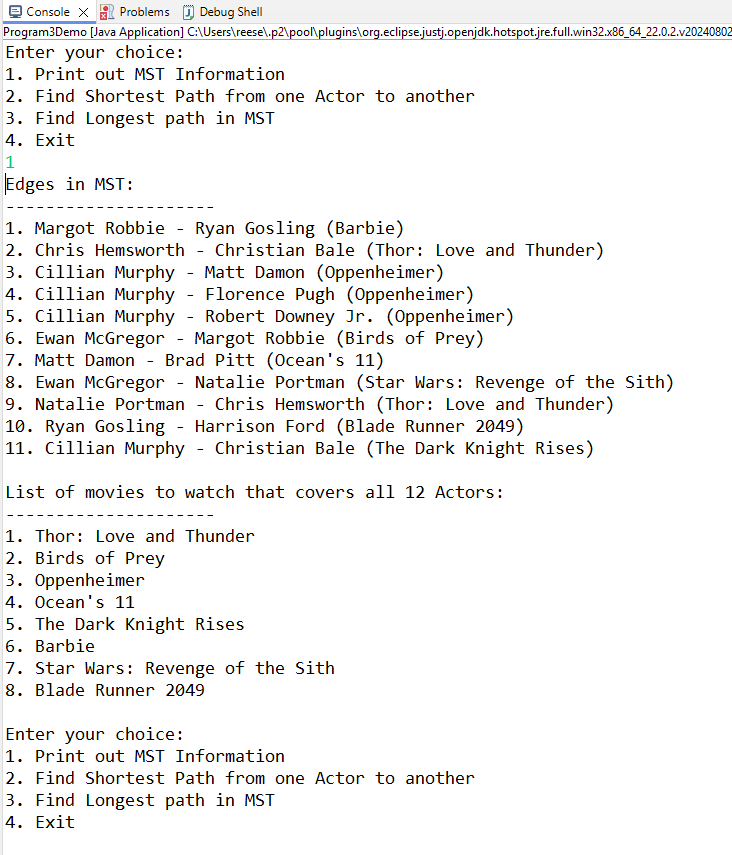 Console Problems Debug Shell
Program3Demo [Java Application] C:\Users\reese\.p2\pool\plugins\org.eclipse.justj.openjdk.hotspot.jre.full.win32.x86_64_22.0.2.v20240802
Enter your choice:
1. Print out MST Information
2. Find Shortest Path from one Actor to another
3. Find Longest path in MST
4. Exit
1
Edges in MST:
---------------------
1. Margot Robbie - Ryan Gosling (Barbie)
2. Chris Hemsworth - Christian Bale (Thor: Love and Thunder)
3. Cillian Murphy - Matt Damon (Oppenheimer)
4. Cillian Murphy - Florence Pugh (Oppenheimer)
5. Cillian Murphy - Robert Downey Jr. (Oppenheimer)
6. Ewan McGregor - Margot Robbie (Birds of Prey)
7. Matt Damon - Brad Pitt (Ocean's 11)
8. Ewan McGregor - Natalie Portman (Star Wars: Revenge of the Sith)
9. Natalie Portman - Chris Hemsworth (Thor: Love and Thunder)
10. Ryan Gosling - Harrison Ford (Blade Runner 2049)
11. Cillian Murphy - Christian Bale (The Dark Knight Rises)
List of movies to watch that covers all 12 Actors:
---------------------
1. Thor: Love and Thunder
2. Birds of Prey
3. Oppenheimer
4. Ocean's 11
5. The Dark Knight Rises
6. Barbie
7. Star Wars: Revenge of the Sith
8. Blade Runner 2049
Enter your choice:
1. Print out MST Information
2. Find Shortest Path from one Actor to another
3. Find Longest path in MST
4. Exit